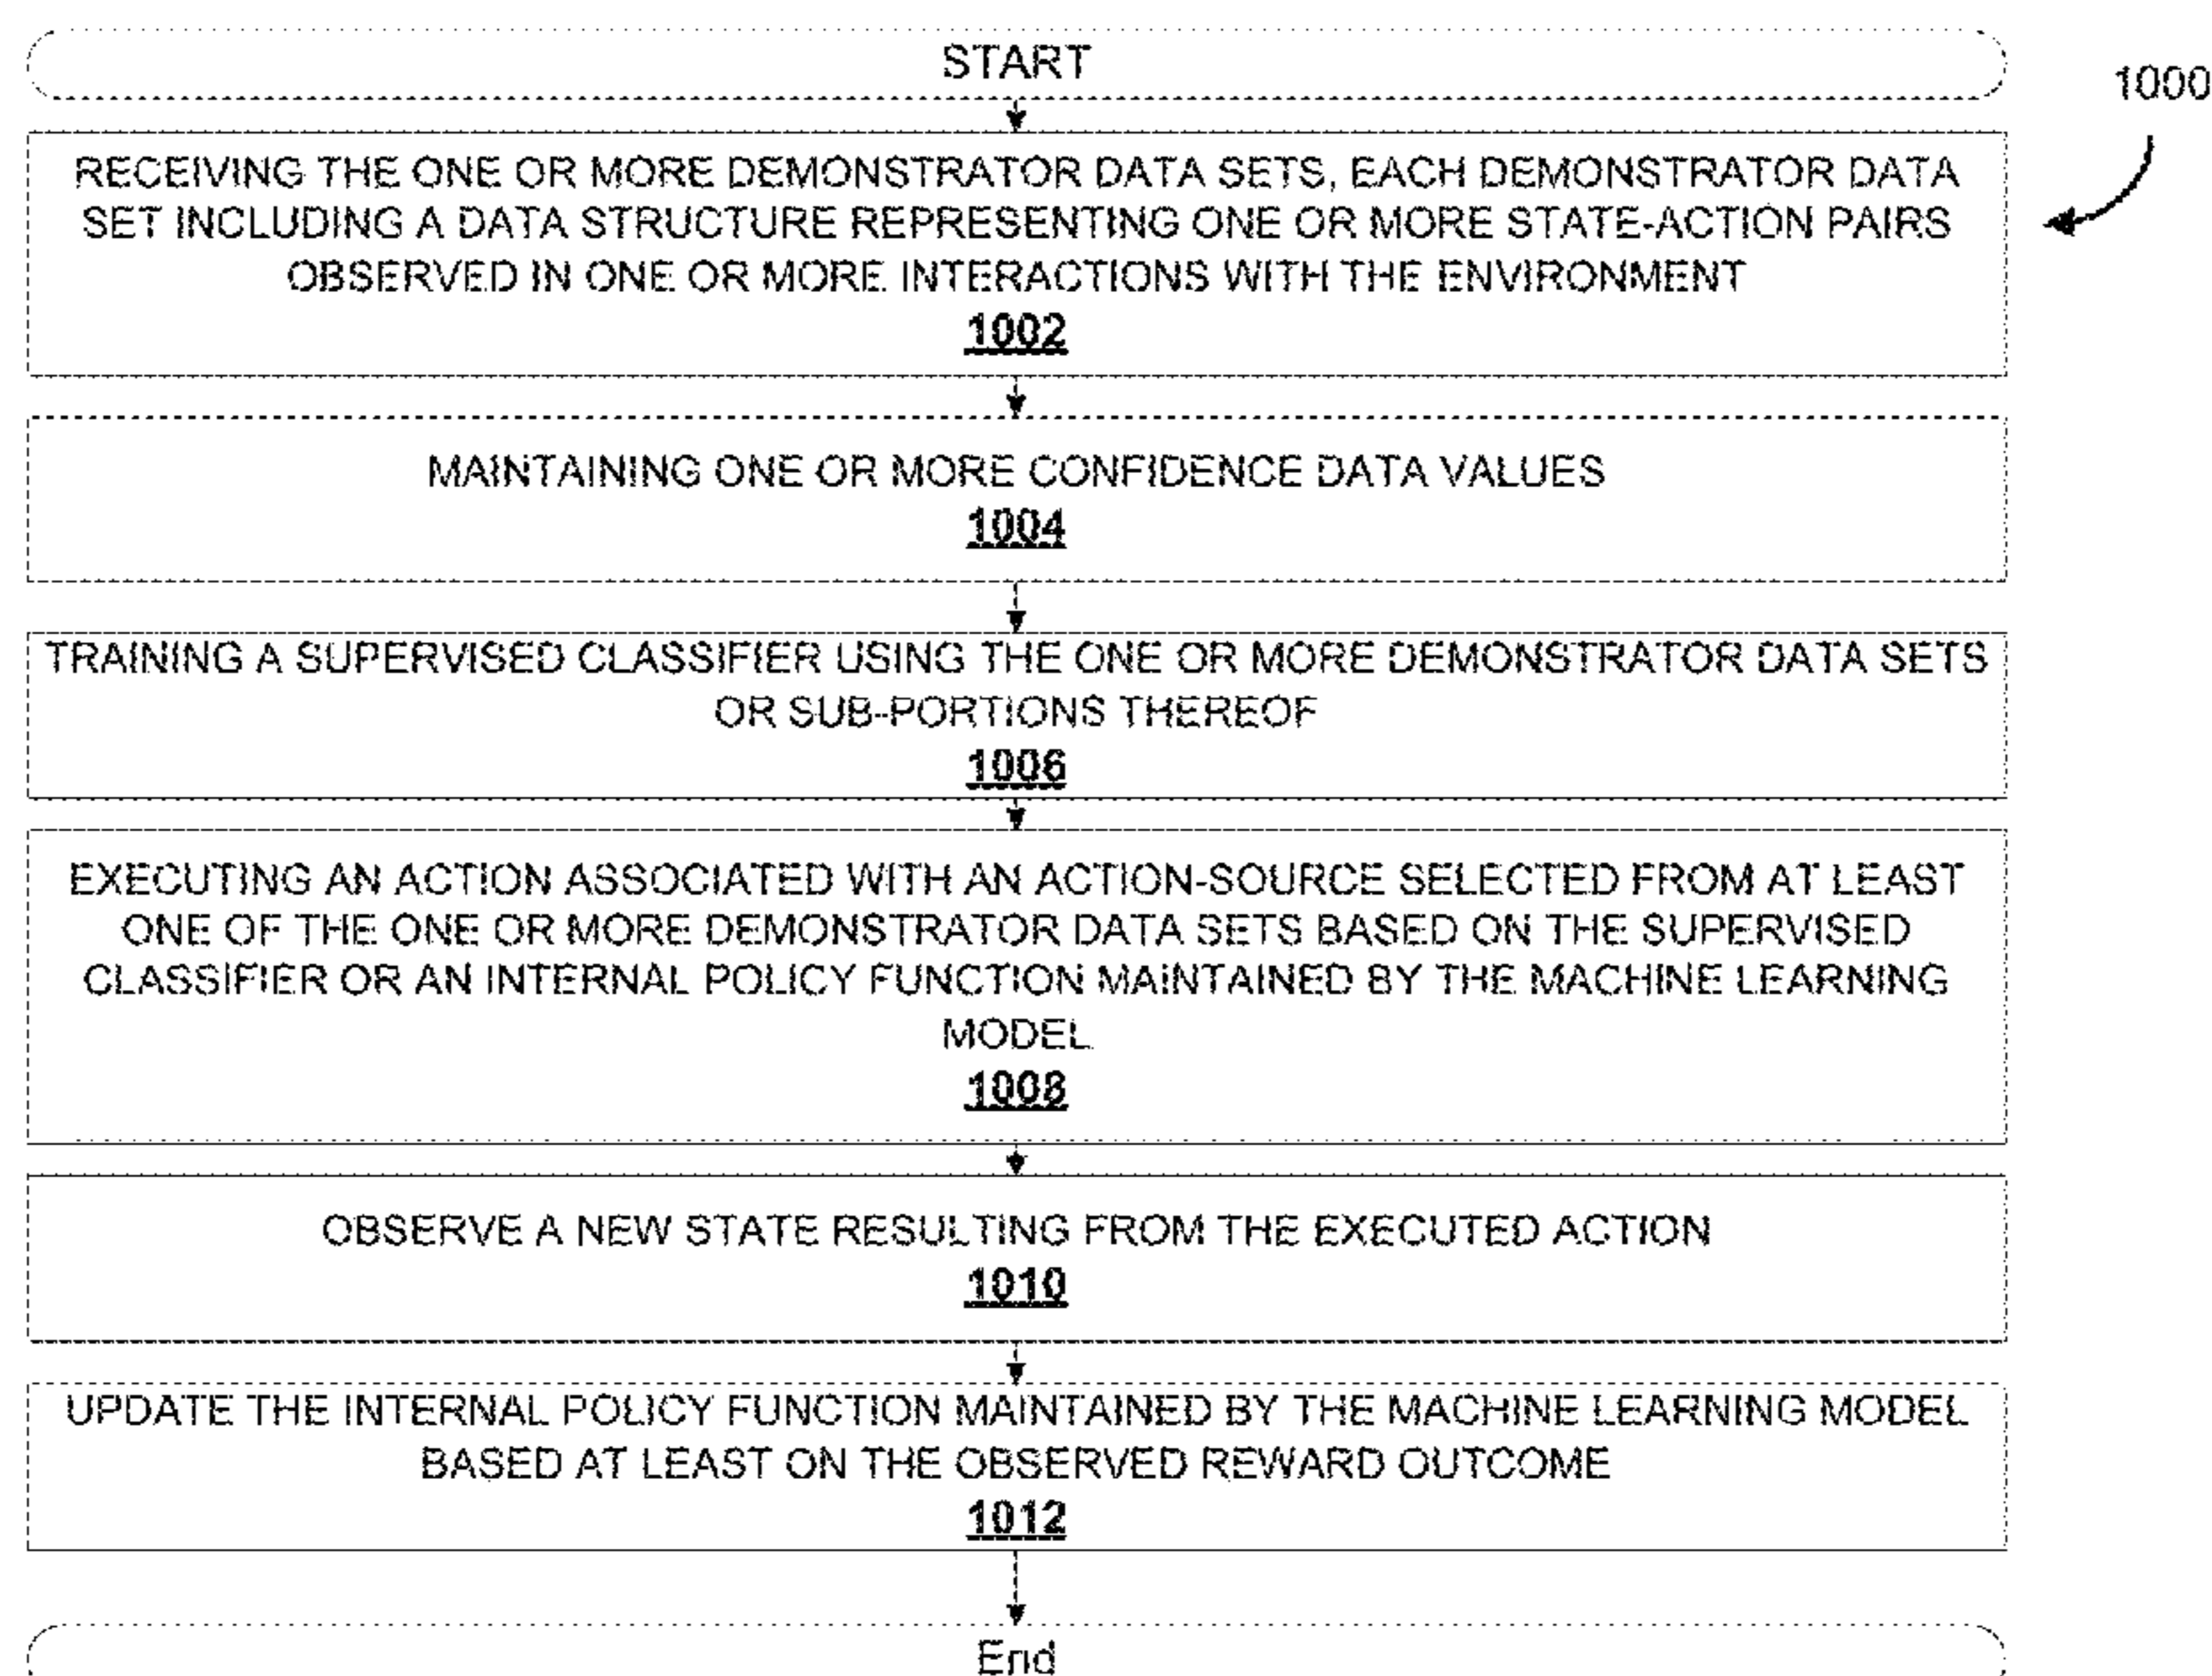 START
1000
RECEIVING THE ONE OR MORE DEMONSTRATOR DATA SETS, EACH DEMONSTRATOR DATA
SET INCLUDING A DATA STRUCTURE REPRESENTING ONE OR MORE STATE-ACTION PAIRS
OBSERVED IN ONE OR MORE INTERACTIONS WITH THE ENVIRONMENT
1002
MAINTAINING ONE OR MORE CONFIDENCE DATA VALUES
1004
TRAINING A SUPERVISED CLASSIFIER USING THE ONE OR MORE DEMONSTRATOR DATA SETS
OR SUB-PORTIONS THEREOF
1006
EXECUTING AN ACTION ASSOCIATED WITH AN ACTION-SOURCE SELECTED FROM AT LEAST
ONE OF THE ONE OR MORE DEMONSTRATOR DATA SETS BASED ON THE SUPERVISED
CLASSIFIER OR AN INTERNAL POLICY FUNCTION MAINTAINED BY THE MACHINE LEARNING
MODEL
1008
OBSERVE A NEW STATE RESULTING FROM THE EXECUTED ACTION
1010
UPDATE THE INTERNAL POLICY FUNCTION MAINTAINED BY THE MACHINE LEARNING MODEL
BASED AT LEAST ON THE OBSERVED REWARD OUTCOME
1012
End